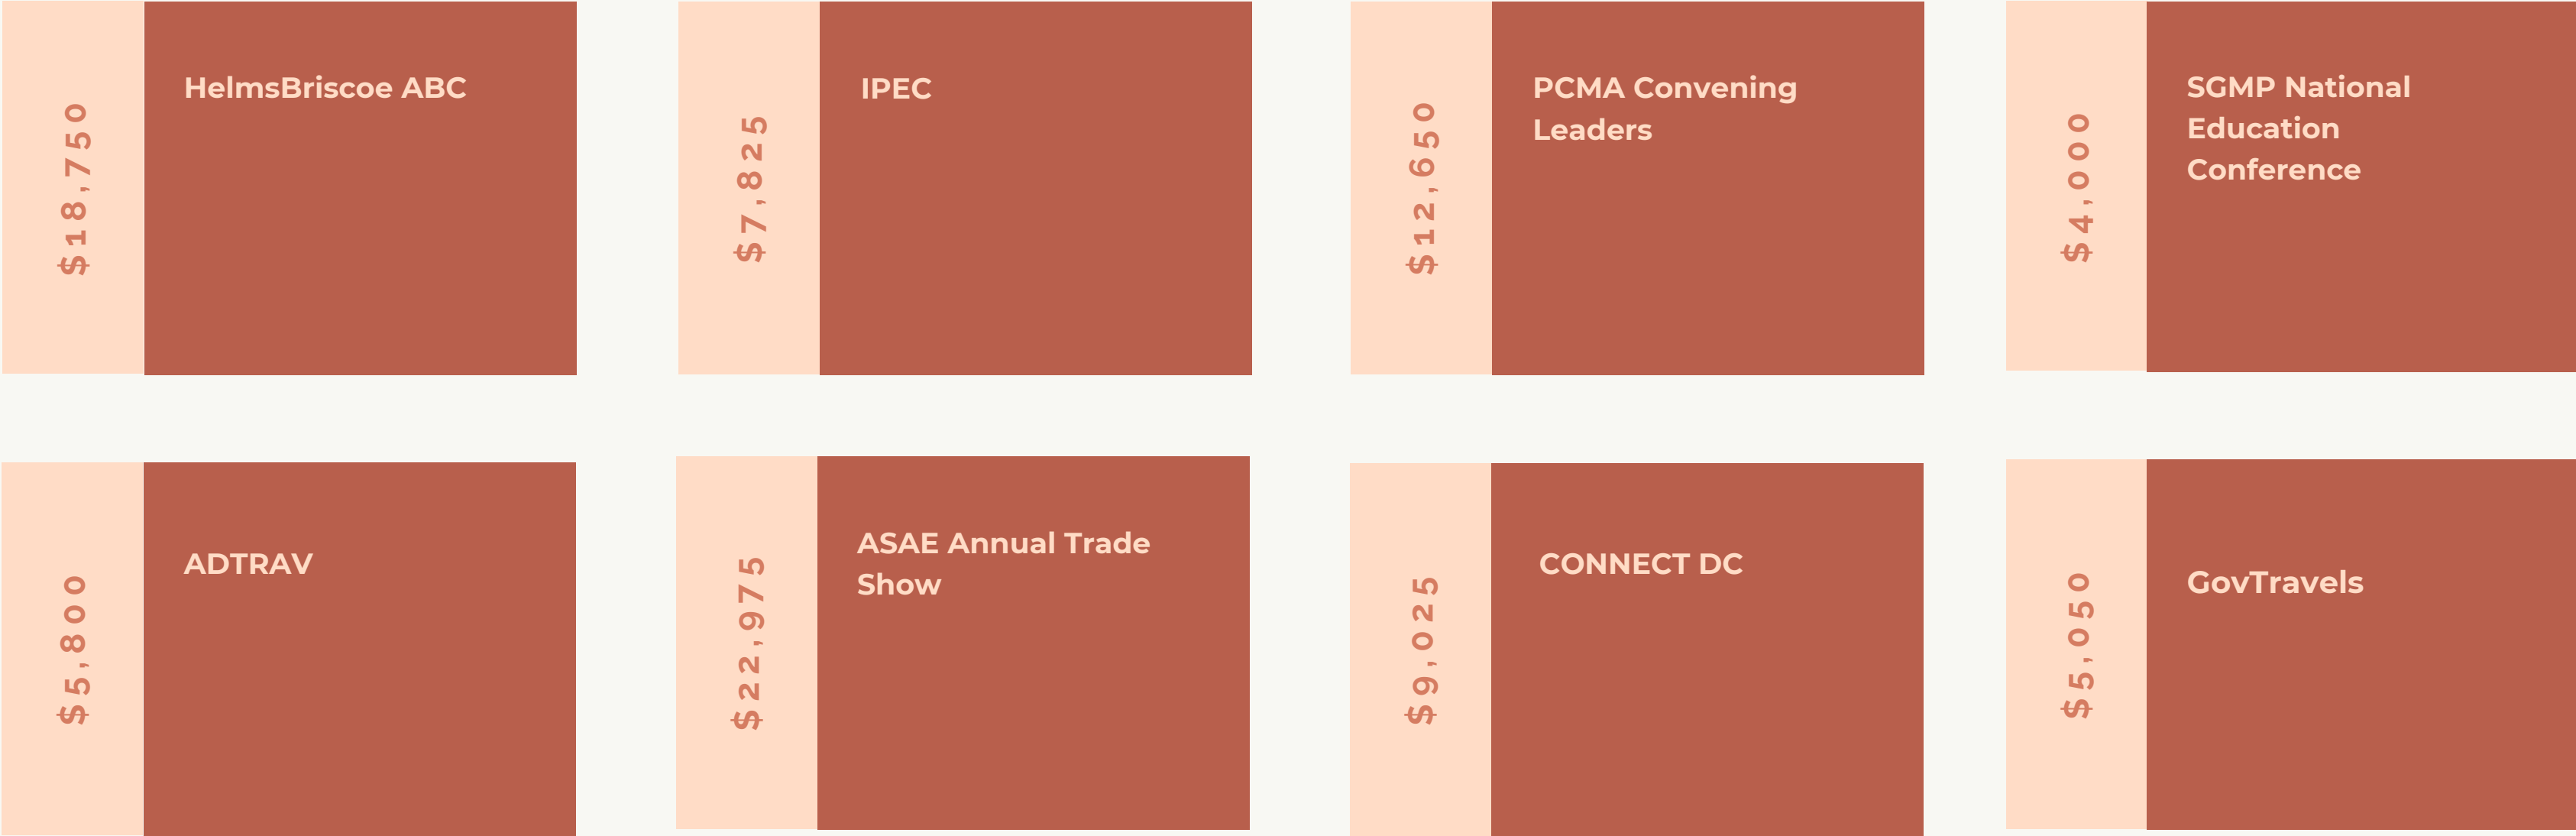 $18,750
HelmsBriscoe ABC
$7,825
IPEC
$12,650
PCMA Convening
Leaders
$4,000
SGMP National
Education
Conference
$5,800
ADTRAV
$22,975
ASAE Annual Trade
Show
$9,025
CONNECT DC
$5,050
GovTravels